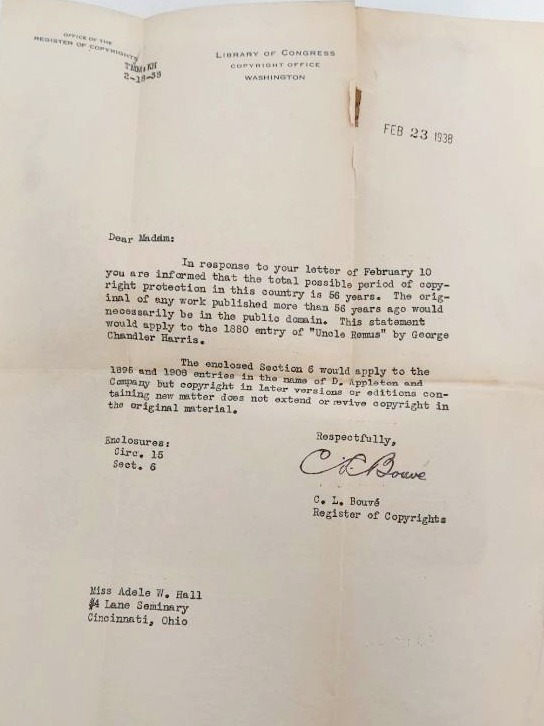 OFFICE OF THE
REGISTER OF COPYRIGHTS
2-18-38
LIBRARY OF CONGRESS
COPYRIGHT OFFICE
WASHINGTON
FEB 23 1938
Dear Madam:
In response to your letter of February 10
you are informed that the total possible period of copy-
right protection in this country is 56 years. The orig-
inal of any work published more than 56 years ago would
necessarily be in the public domain. This statement
would apply to the 1880 entry of "Uncle Remus" by George
Chandler Harris.
The enclosed Section 6 would apply to the
1895 and 1908 entries in the name of D. Appleton and
Company but copyright in later versions or editions con-
taining new matter does not extend or revive copyright in
the original material.
Enclosures:
Circ. 15
Sect. 6
Respectfully,
C L Bouvé
C. L. Bouvé
Register of Copyrights
Miss Adele W. Hall
#4 Lane Seminary
Cincinnati, Ohio